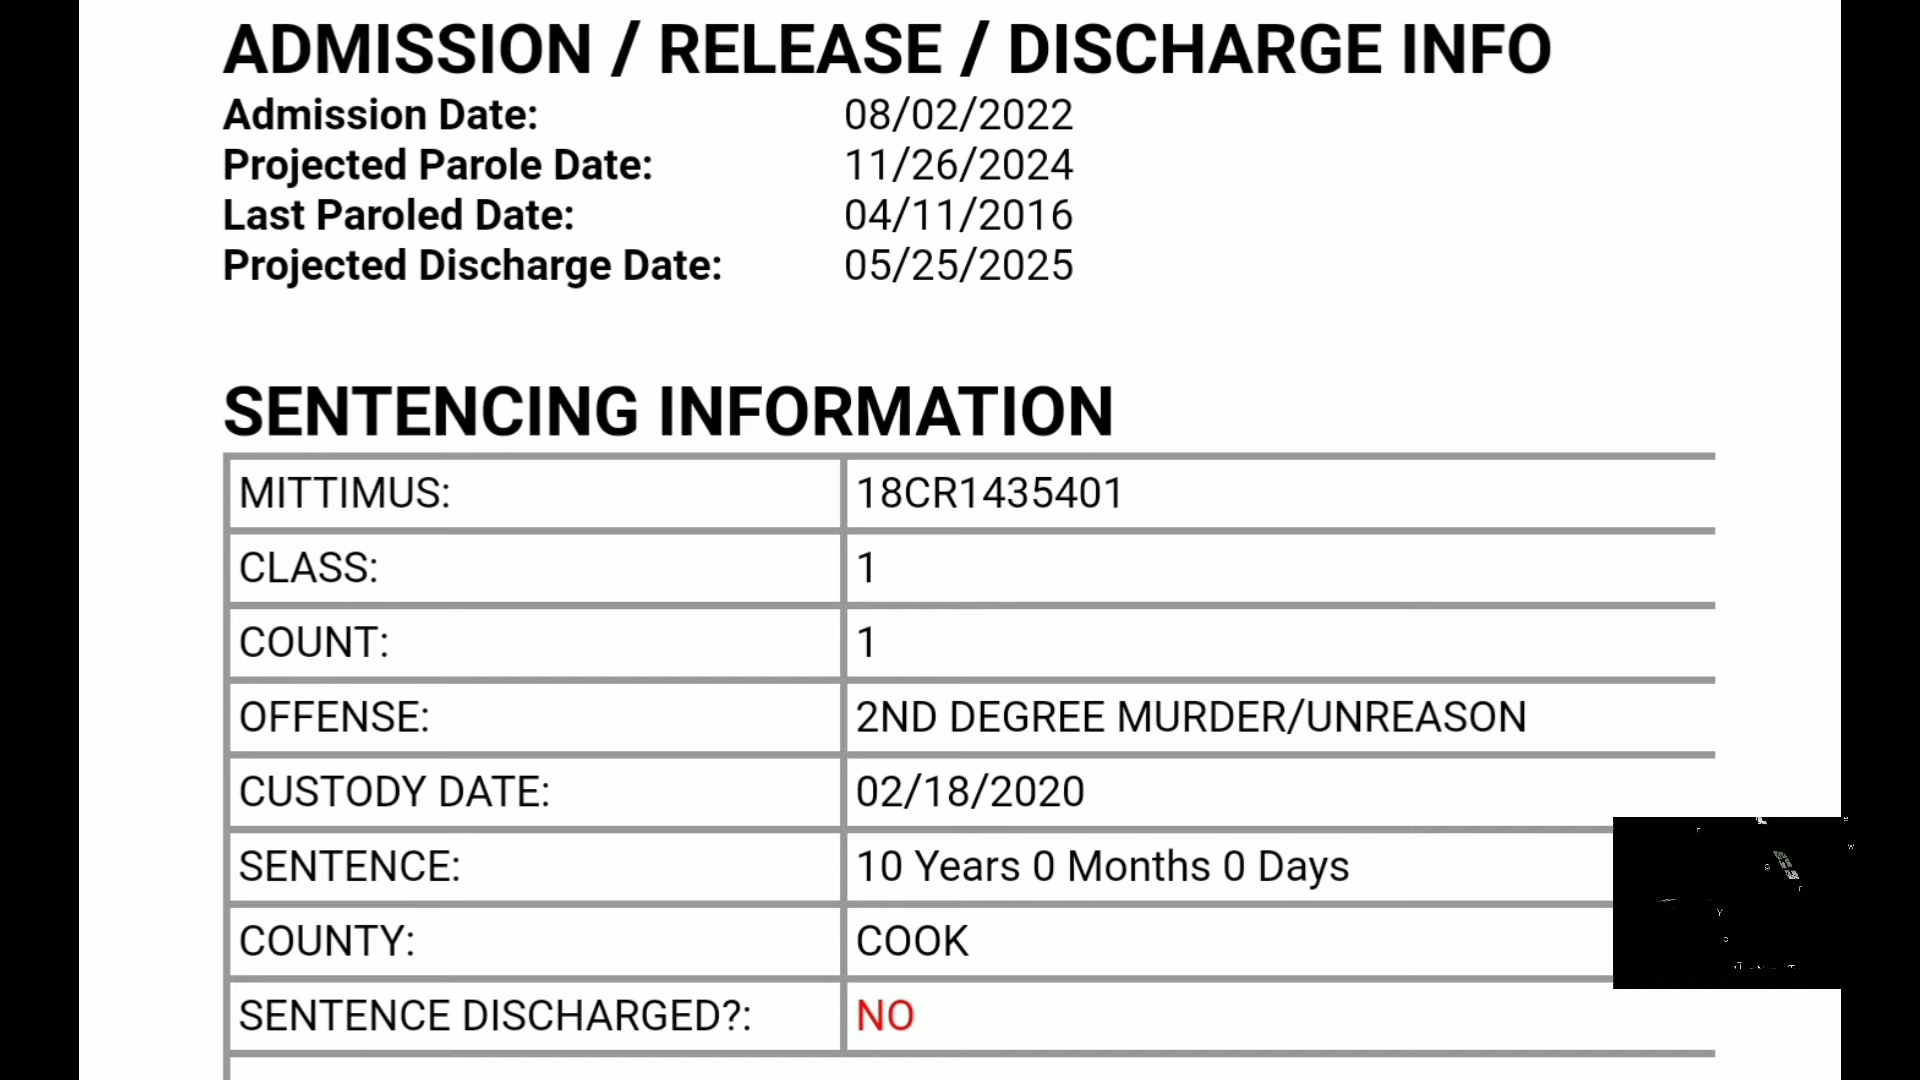 ADMISSION / RELEASE / DISCHARGE INFO
Admission Date: 08/02/2022
Projected Parole Date: 11/26/2024
Last Paroled Date: 04/11/2016
Projected Discharge Date: 05/25/2025
SENTENCING INFORMATION
MITTIMUS: 18CR1435401
CLASS: 1
COUNT: 1
OFFENSE: 2ND DEGREE MURDER/UNREASON
CUSTODY DATE: 02/18/2020
SENTENCE: 10 Years 0 Months 0 Days
COUNTY: COOK
SENTENCE DISCHARGED?: NO